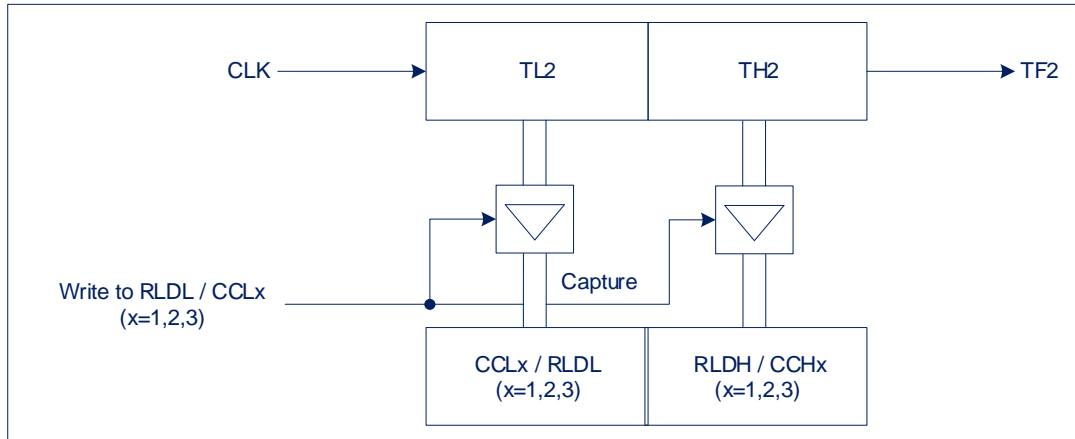 CLK
TL2
TH2
TF2
Capture
Write to RLDL / CCLx
(x=1,2,3)
CCLx / RLDL
(x=1,2,3)
RLDH / CCHx
(x=1,2,3)